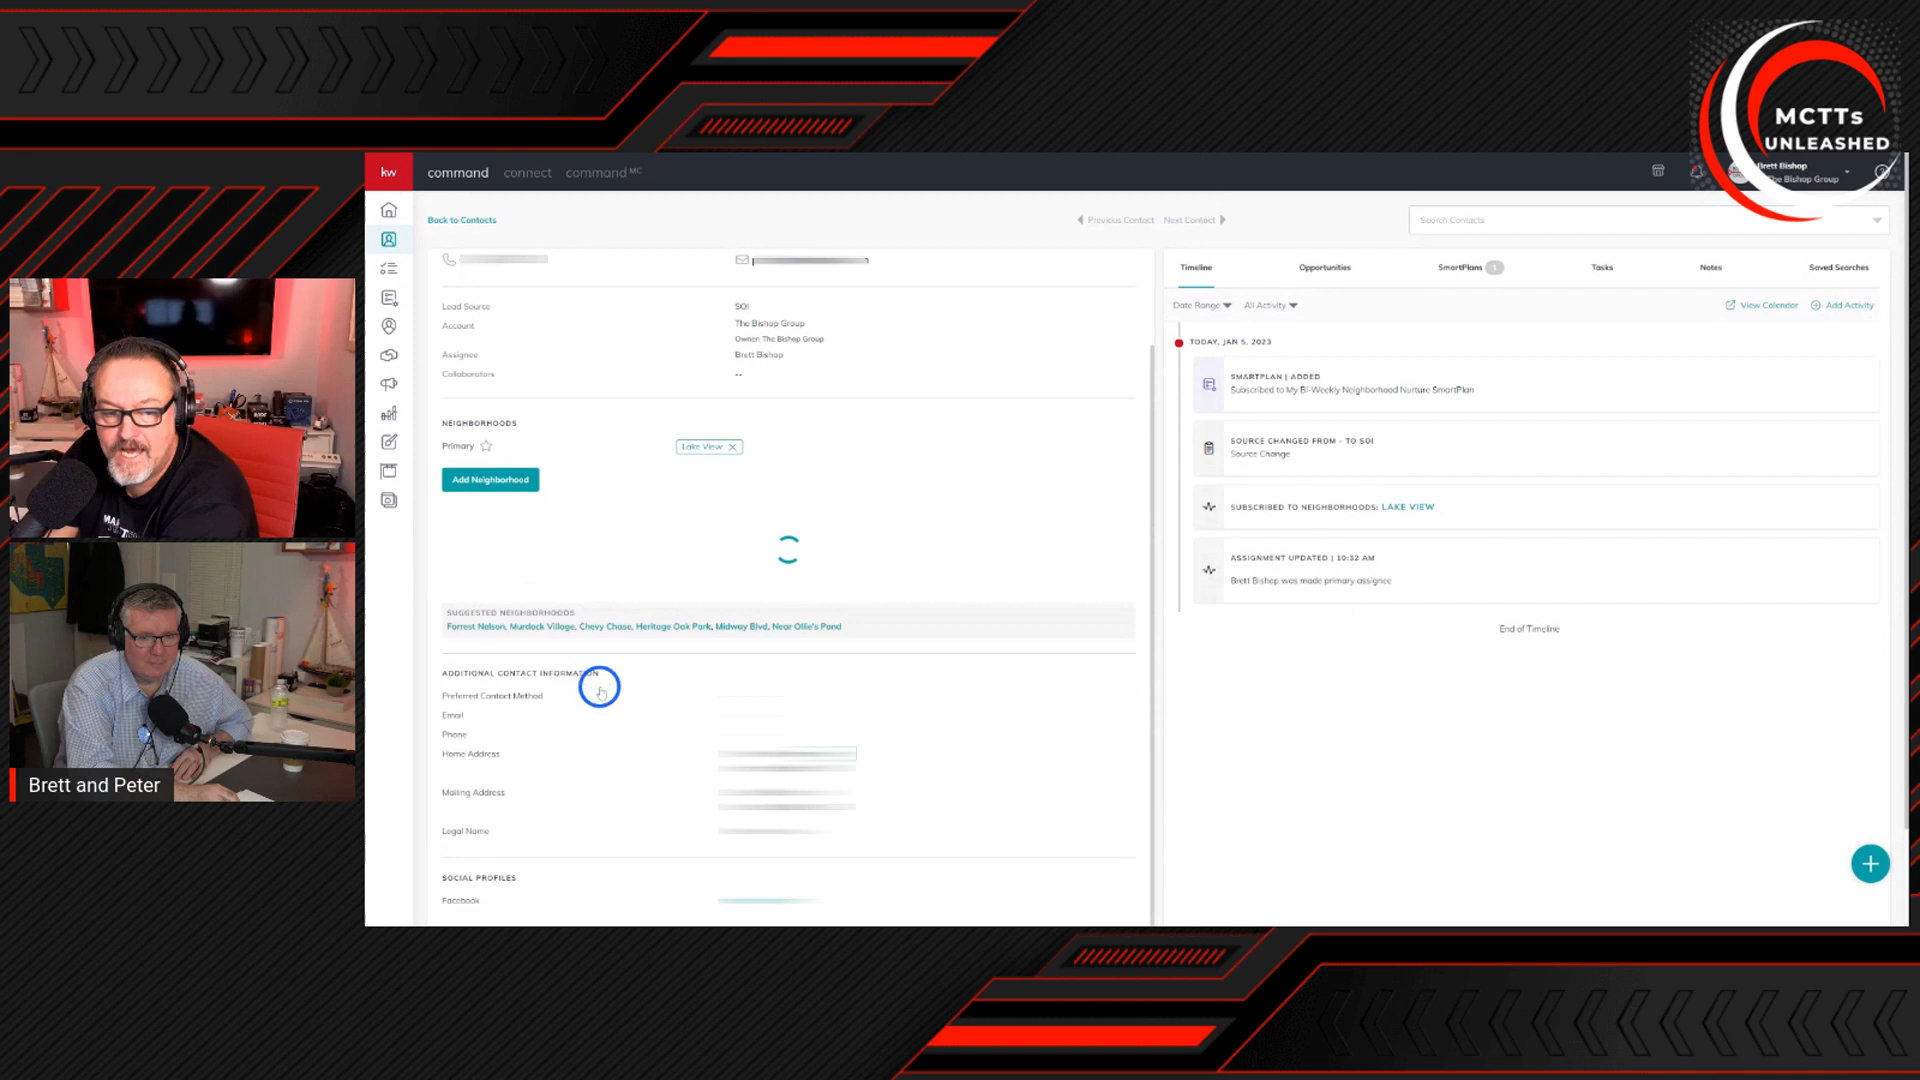 MCTTs
UNLEASHED
kw
command connect command MC
Brett Bishop
The Bishop Group
Back to Contacts
Previous Contact Next Contact
Search Contacts
Timeline Opportunities SmartPlans 1 Tasks Notes Saved Searches
Date Range All Activity View Calendar Add Activity
Lead Source SOI
Account The Bishop Group
Owner: The Bishop Group
Assignee Brett Bishop
Collaborators --
NEIGHBORHOODS
Primary Lake View
Add Neighborhood
SUGGESTED NEIGHBORHOODS
Forrest Nelson, Murdock Village, Chevy Chase, Heritage Oak Park, Midway Blvd, Near Ollie's Pond
ADDITIONAL CONTACT INFORMATION
Preferred Contact Method
Email
Phone
Home Address
Mailing Address
Legal Name
SOCIAL PROFILES
Facebook
TODAY, JAN 5, 2023
SMARTPLAN | ADDED
Subscribed to My Bi-Weekly Neighborhood Nurture SmartPlan
SOURCE CHANGED FROM - TO SOI
Source Change
SUBSCRIBED TO NEIGHBORHOODS: LAKE VIEW
ASSIGNMENT UPDATED | 10:32 AM
Brett Bishop was made primary assignee
End of Timeline
Brett and Peter